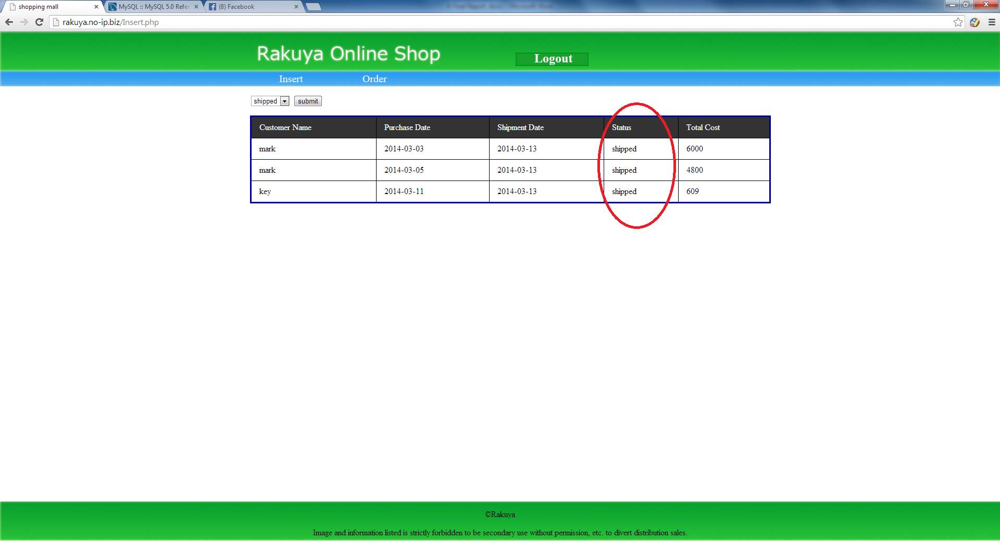 shopping mall
MySQL :: MySQL 5.0 Refer
(8) Facebook
rakuya.no-ip.biz/Insert.php
Rakuya Online Shop
Logout
Insert Order
shipped submit
Customer Name Purchase Date Shipment Date Status Total Cost
mark 2014-03-03 2014-03-13 shipped 6000
mark 2014-03-05 2014-03-13 shipped 4800
key 2014-03-11 2014-03-13 shipped 609
©Rakuya
Image and information listed is strictly forbidden to be secondary use without permission, etc. to divert distribution sales.